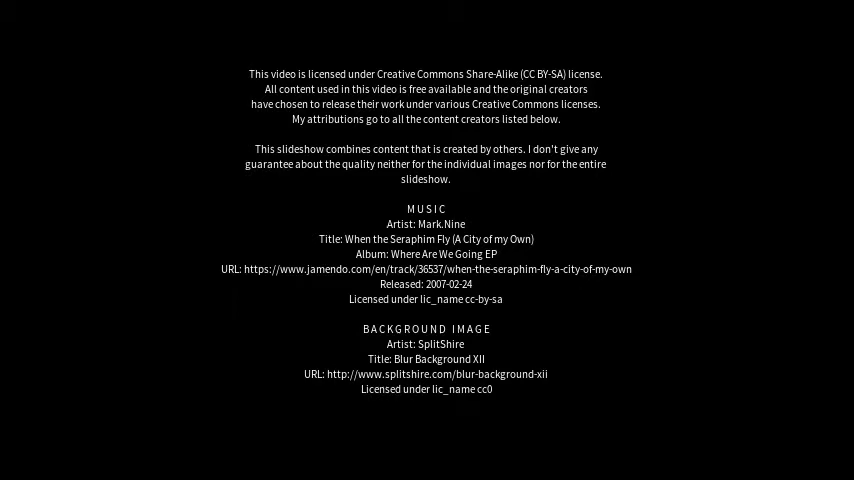 This video is licensed under Creative Commons Share-Alike (CC BY-SA) license.
All content used in this video is free available and the original creators
have chosen to release their work under various Creative Commons licenses.
My attributions go to all the content creators listed below.
This slideshow combines content that is created by others. I don't give any
guarantee about the quality neither for the individual images nor for the entire
slideshow.
MUSIC
Artist: Mark.Nine
Title: When the Seraphim Fly (A City of my Own)
Album: Where Are We Going EP
URL: https://www.jamendo.com/en/track/36537/when-the-seraphim-fly-a-city-of-my-own
Released: 2007-02-24
Licensed under lic_name cc-by-sa
BACKGROUND IMAGE
Artist: SplitShire
Title: Blur Background XII
URL: http://www.splitshire.com/blur-background-xii
Licensed under lic_name cc0